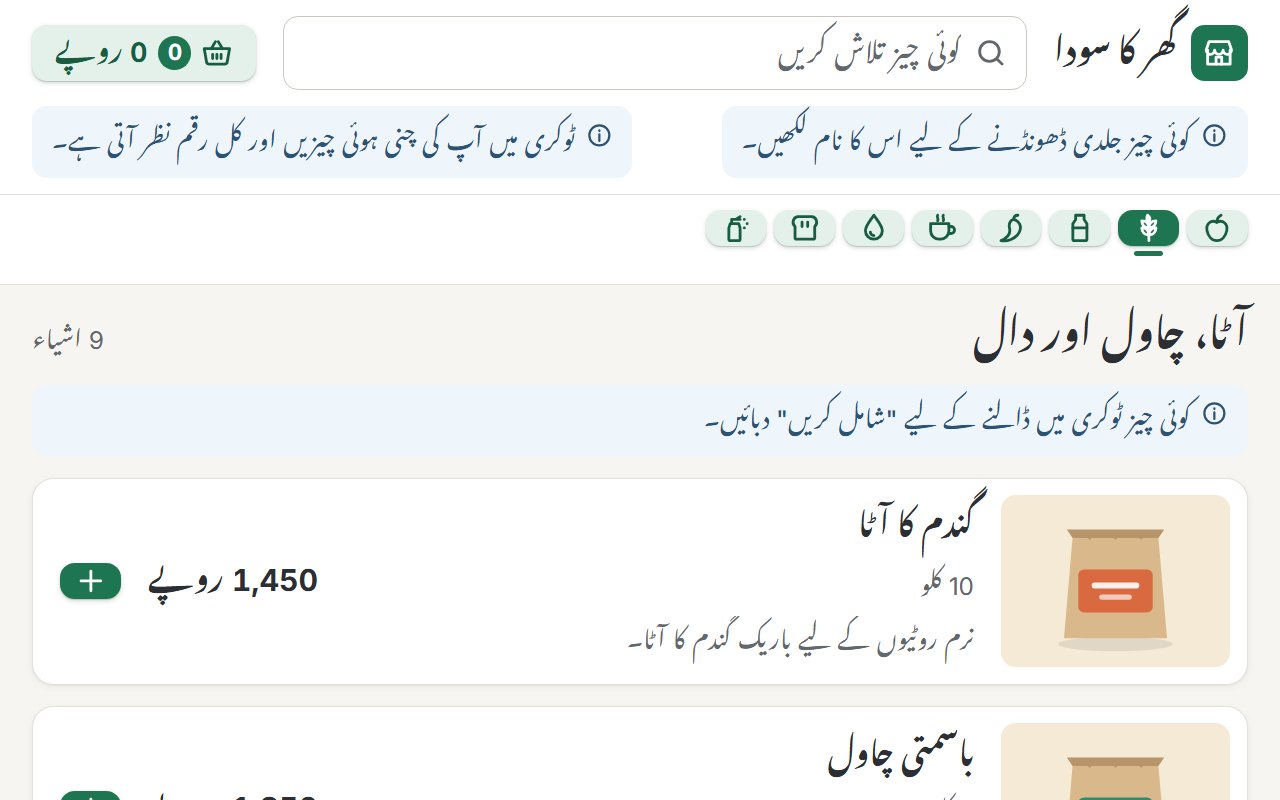 گھر کا سودا
کوئی چیز تلاش کریں
0 0 روپے
کوئی چیز جلدی ڈھونڈنے کے لیے اس کا نام لکھیں۔
ٹوکری میں آپ کی چنی ہوئی چیزیں اور کل رقم نظر آتی ہے۔
آٹا، چاول اور دال
9 اشیاء
کوئی چیز ٹوکری میں ڈالنے کے لیے "شامل کریں" دبائیں۔
گندم کا آٹا
10 کلو
نرم روٹیوں کے لیے باریک گندم کا آٹا۔
1,450 روپے
باسمتی چاول